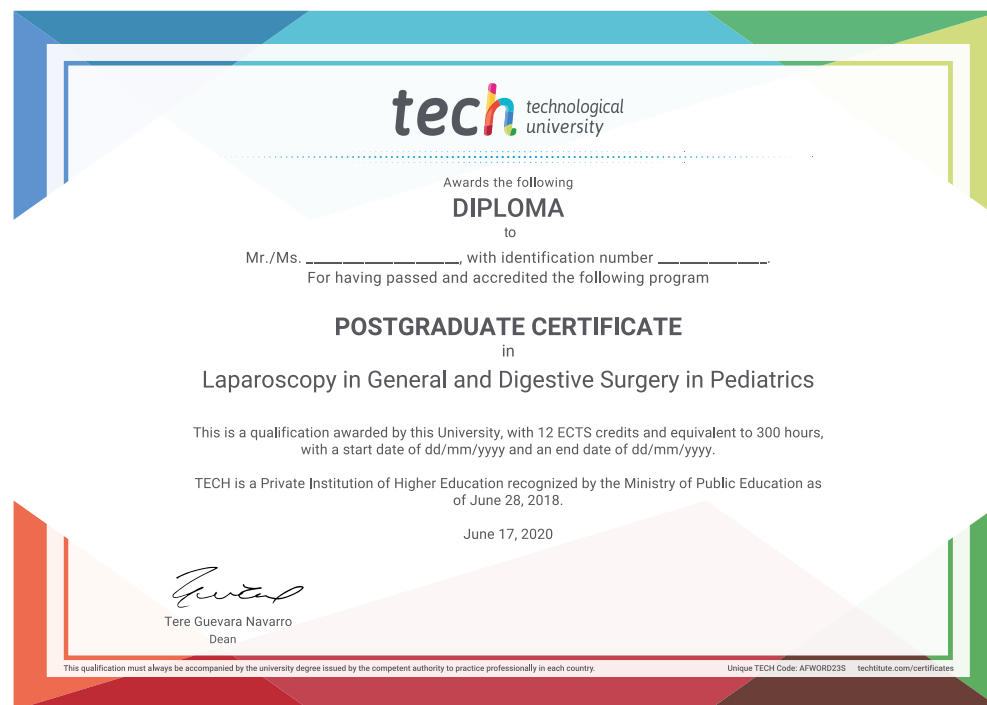 tech technological
university
Awards the following
DIPLOMA
to
Mr./Ms. ____________________, with identification number ______________.
For having passed and accredited the following program
POSTGRADUATE CERTIFICATE
in
Laparoscopy in General and Digestive Surgery in Pediatrics
This is a qualification awarded by this University, with 12 ECTS credits and equivalent to 300 hours,
with a start date of dd/mm/yyyy and an end date of dd/mm/yyyy.
TECH is a Private Institution of Higher Education recognized by the Ministry of Public Education as
of June 28, 2018.
June 17, 2020
Tere Guevara Navarro
Dean
This qualification must always be accompanied by the university degree issued by the competent authority to practice professionally in each country.
Unique TECH Code: AFWORD23S techtitute.com/certificates